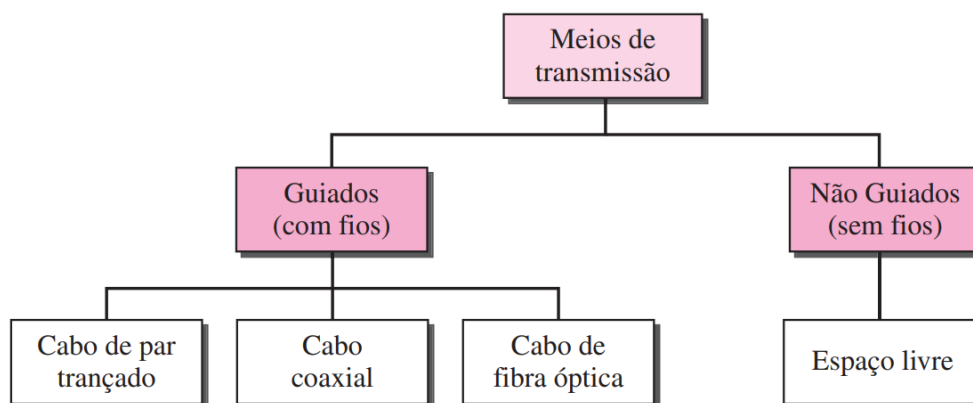 Meios de
transmissão
Guiados
(com fios)
Não Guiados
(sem fios)
Cabo de par
trançado
Cabo
coaxial
Cabo de
fibra óptica
Espaço livre